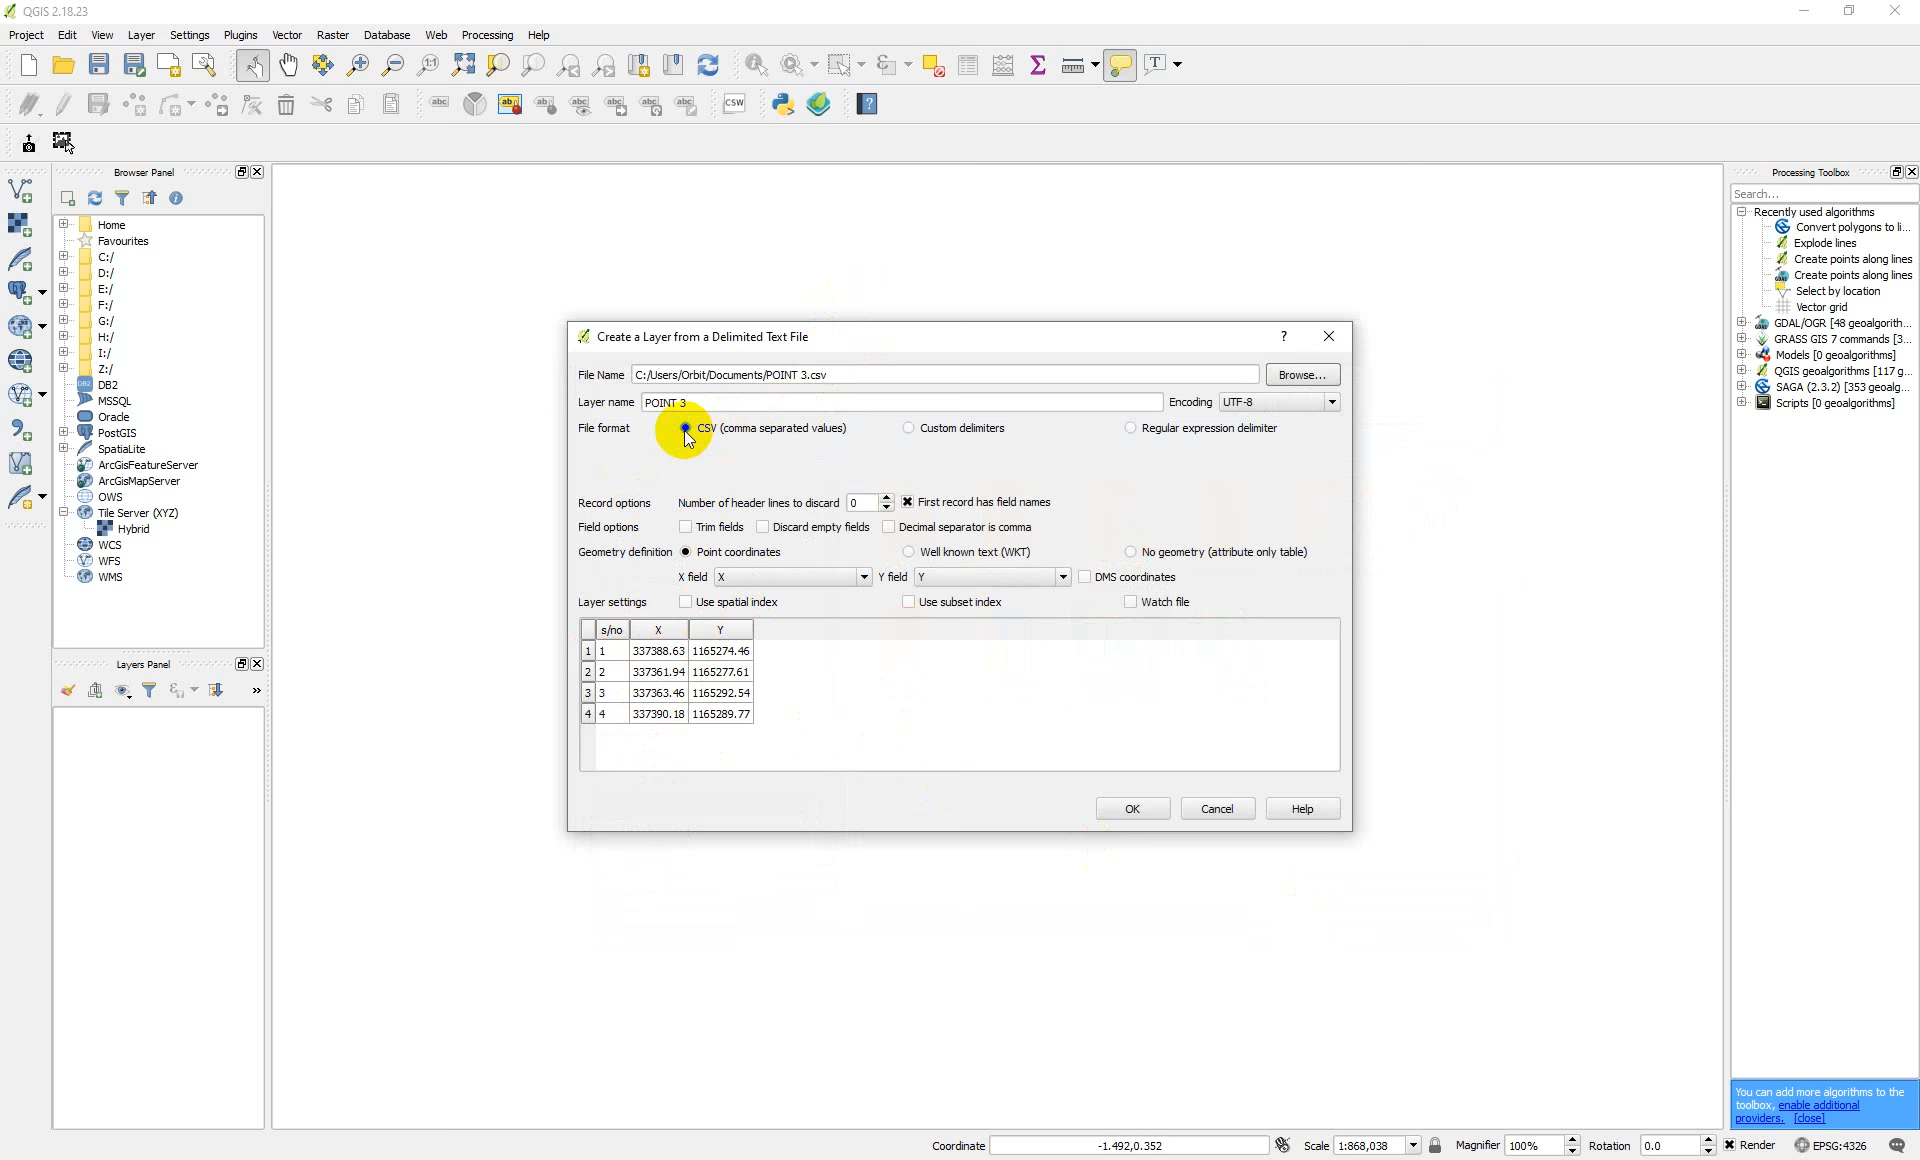 QGIS 2.18.23
Project Edit View Layer Settings Plugins Vector Raster Database Web Processing Help
CSW
Browser Panel
Home
Favourites
C:/
D:/
E:/
F:/
G:/
H:/
I:/
Z:/
DB2
MSSQL
Oracle
PostGIS
SpatiaLite
ArcGisFeatureServer
ArcGisMapServer
OWS
Tile Server (XYZ)
Hybrid
WCS
WFS
WMS
Layers Panel
Create a Layer from a Delimited Text File
File Name C:/Users/Orbit/Documents/POINT 3.csv Browse...
Layer name POINT 3 Encoding UTF-8
File format CSV (comma separated values) Custom delimiters Regular expression delimiter
Record options Number of header lines to discard 0 First record has field names
Field options Trim fields Discard empty fields Decimal separator is comma
Geometry definition Point coordinates Well known text (WKT) No geometry (attribute only table)
X field X Y field Y DMS coordinates
Layer settings Use spatial index Use subset index Watch file
s/no X Y
1 1 337388.63 1165274.46
2 2 337361.94 1165277.61
3 3 337363.46 1165292.54
4 4 337390.18 1165289.77
OK Cancel Help
Processing Toolbox
Search...
Recently used algorithms
Convert polygons to li...
Explode lines
Create points along lines
Create points along lines
Select by location
Vector grid
GDAL/OGR [48 geoalgorith...
GRASS GIS 7 commands [3...
Models [0 geoalgorithms]
QGIS geoalgorithms [117 g...
SAGA (2.3.2) [353 geoalg...
Scripts [0 geoalgorithms]
You can add more algorithms to the
toolbox, enable additional
providers. [close]
Coordinate -1.492,0.352 Scale 1:868,038 Magnifier 100% Rotation 0.0 Render EPSG:4326